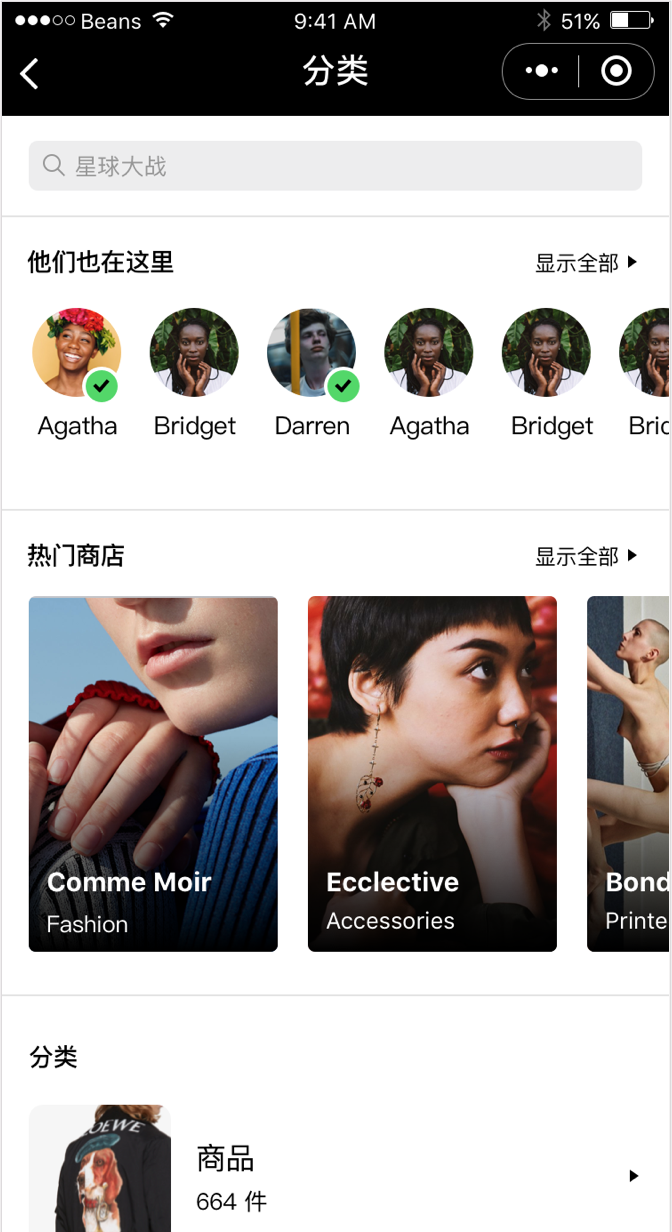 Beans
9:41 AM
51%
分类
星球大战
他们也在这里
显示全部
Agatha
Bridget
Darren
Agatha
Bridget
Brid
热门商店
显示全部
Comme Moir
Fashion
Ecclective
Accessories
Bond
Printe
分类
OEWE
商品
664 件